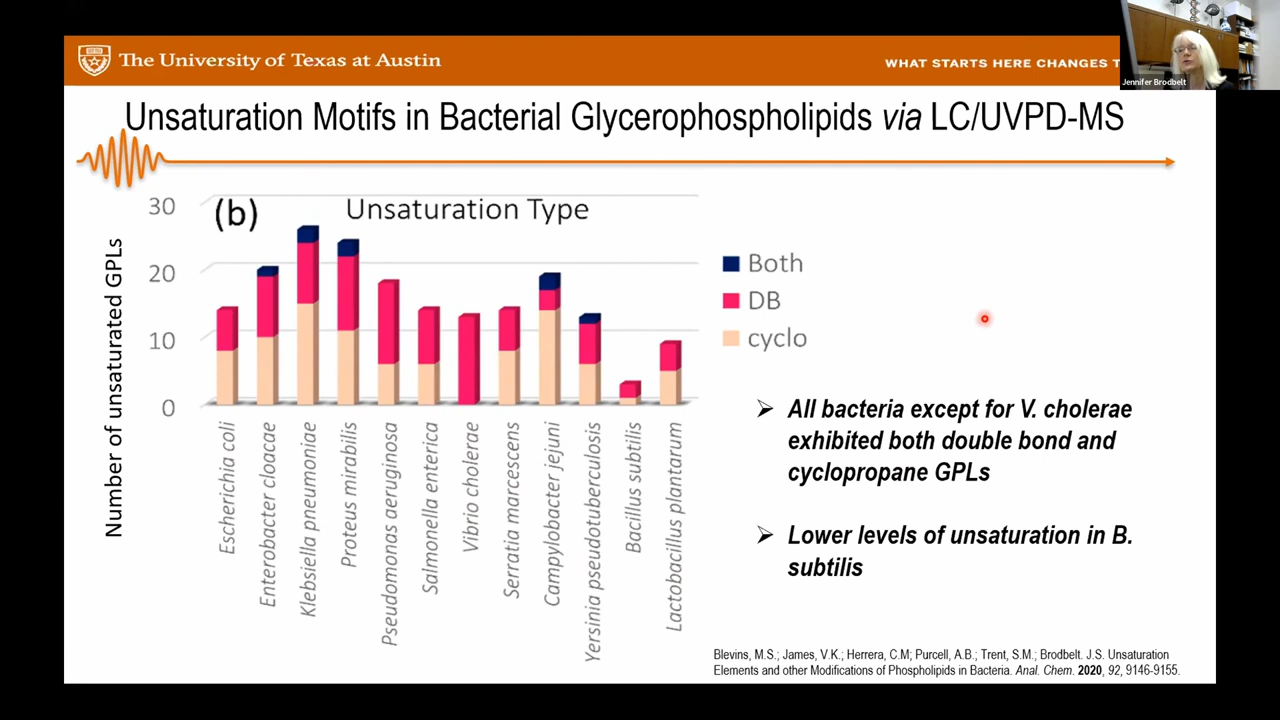 The University of Texas at Austin
WHAT STARTS HERE CHANGES T
Jennifer Brodbelt
Unsaturation Motifs in Bacterial Glycerophospholipids via LC/UVPD-MS
(b)
Unsaturation Type
Number of unsaturated GPLs
30
20
10
0
Both
DB
cyclo
Escherichia coli
Enterobacter cloacae
Klebsiella pneumoniae
Proteus mirabilis
Pseudomonas aeruginosa
Salmonella enterica
Vibrio cholerae
Serratia marcescens
Campylobacter jejuni
Yersinia pseudotuberculosis
Bacillus subtilis
Lactobacillus plantarum
➢ All bacteria except for V. cholerae
exhibited both double bond and
cyclopropane GPLs
➢ Lower levels of unsaturation in B.
subtilis
Blevins, M.S.; James, V.K.; Herrera, C.M; Purcell, A.B.; Trent, S.M.; Brodbelt. J.S. Unsaturation
Elements and other Modifications of Phospholipids in Bacteria. Anal. Chem. 2020, 92, 9146-9155.